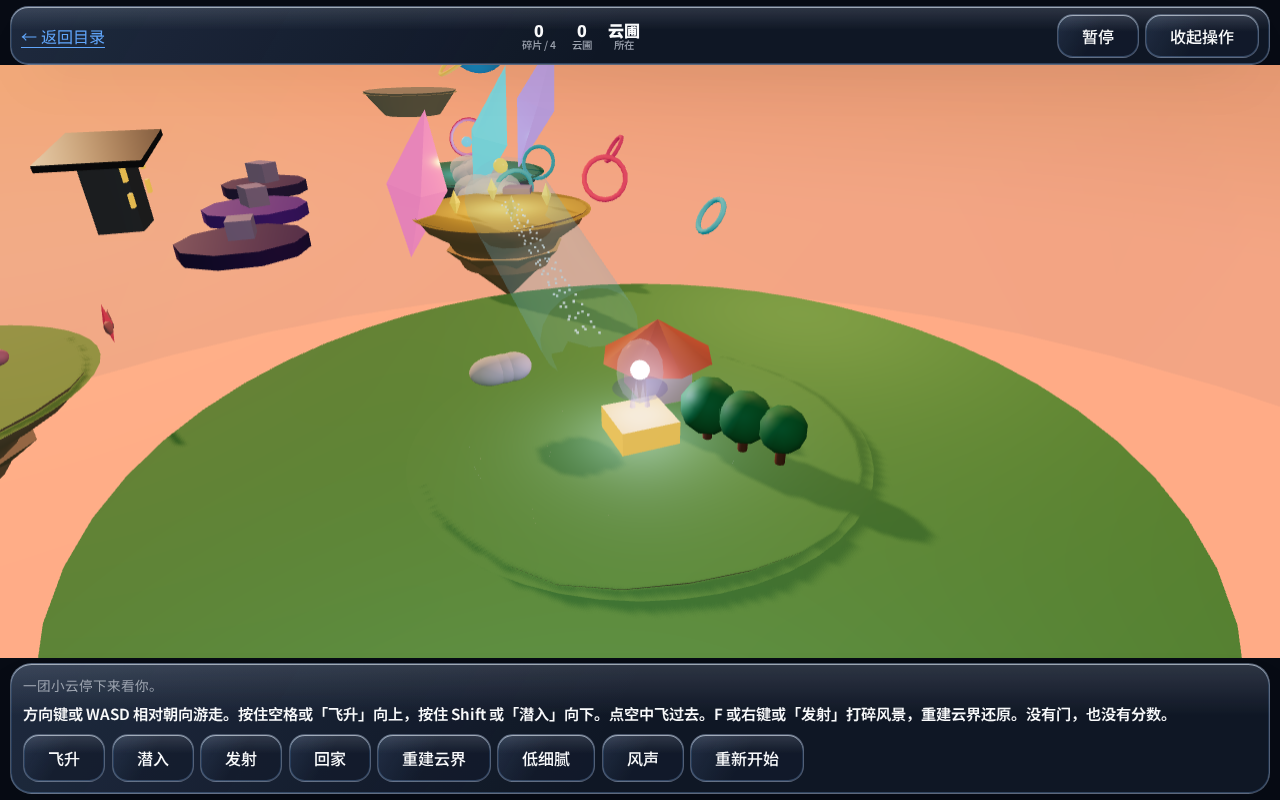 ← 返回目录
0
碎片 / 4
0
云圃
云圃
所在
暂停
收起操作
一团小云停下来看你。
方向键或 WASD 相对朝向游走。按住空格或「飞升」向上，按住 Shift 或「潜入」向下。点空中飞过去。F 或右键或「发射」打碎风景，重建云界还原。没有门，也没有分数。
飞升
潜入
发射
回家
重建云界
低细腻
风声
重新开始